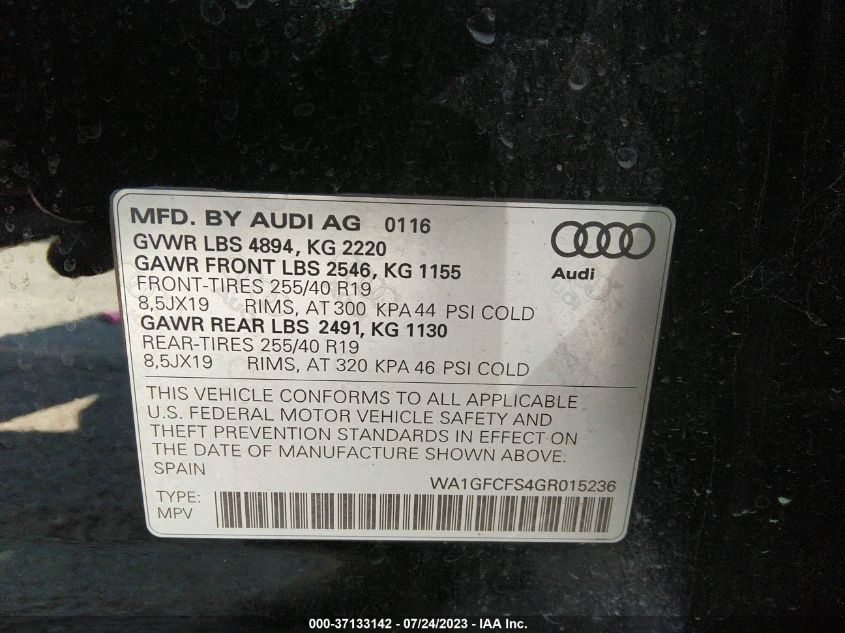 MFD. BY AUDI AG 0116
GVWR LBS 4894, KG 2220
GAWR FRONT LBS 2546, KG 1155
FRONT-TIRES 255/40 R19
8,5JX19 RIMS, AT 300 KPA 44 PSI COLD
GAWR REAR LBS 2491, KG 1130
REAR-TIRES 255/40 R19
8,5JX19 RIMS, AT 320 KPA 46 PSI COLD
Audi
THIS VEHICLE CONFORMS TO ALL APPLICABLE
U.S. FEDERAL MOTOR VEHICLE SAFETY AND
THEFT PREVENTION STANDARDS IN EFFECT ON
THE DATE OF MANUFACTURE SHOWN ABOVE.
SPAIN
WA1GFCFS4GR015236
TYPE:
MPV
000-37133142 - 07/24/2023 - IAA Inc.